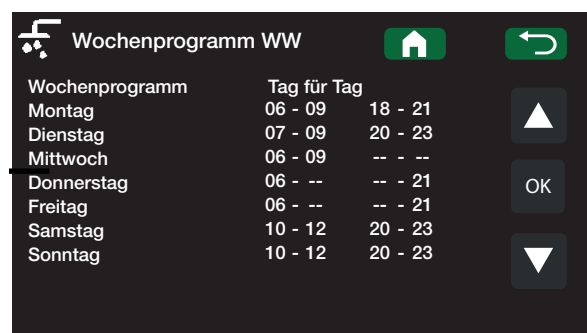 Wochenprogramm WW
Wochenprogramm Tag für Tag
Montag 06 - 09 18 - 21
Dienstag 07 - 09 20 - 23
Mittwoch 06 - 09 -- - --
Donnerstag 06 - -- -- - 21
Freitag 06 - -- -- - 21
Samstag 10 - 12 20 - 23
Sonntag 10 - 12 20 - 23
OK